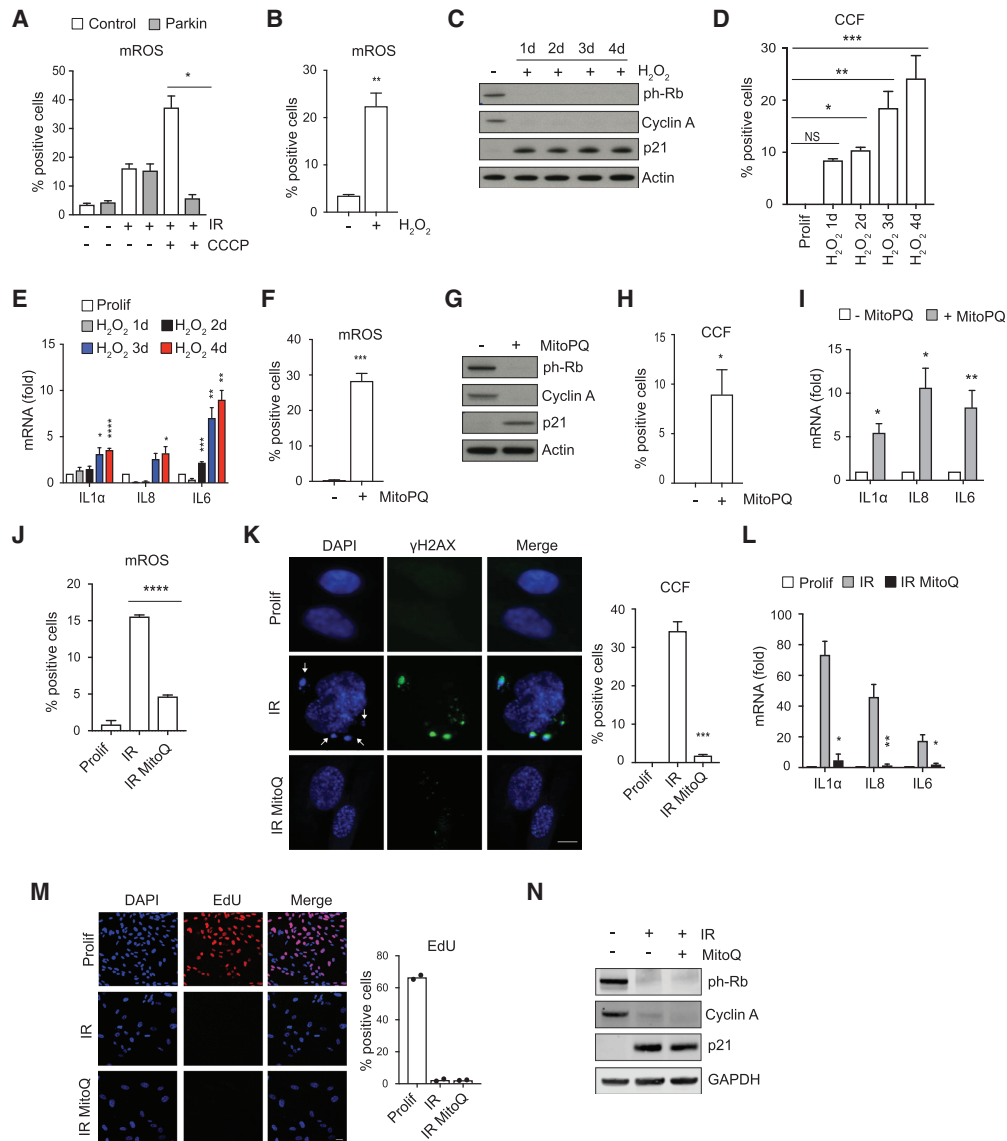 A
Control Parkin
mROS
% positive cells
50
40
30
20
10
0
*
- - + + + + IR
- - - - + + CCCP
B
mROS
% positive cells
30
20
10
0
**
- + H2O2
C
1d 2d 3d 4d
- + + + + H2O2
ph-Rb
Cyclin A
p21
Actin
D
CCF
% positive cells
30
20
10
0
***
**
*
NS
Prolif
H2O2 1d
H2O2 2d
H2O2 3d
H2O2 4d
E
Prolif
H2O2 1d H2O2 2d
H2O2 3d H2O2 4d
mRNA (fold)
15
10
5
0
* **** * *** ** **
IL1α IL8 IL6
F
mROS
% positive cells
40
30
20
10
0
***
- + MitoPQ
G
- + MitoPQ
ph-Rb
Cyclin A
p21
Actin
H
CCF
% positive cells
15
10
5
0
*
- + MitoPQ
I
- MitoPQ + MitoPQ
mRNA (fold)
15
10
5
0
* * **
IL1α IL8 IL6
J
mROS
% positive cells
20
15
10
5
0
****
Prolif
IR
IR MitoQ
K
DAPI γH2AX Merge
Prolif
IR
IR MitoQ
CCF
% positive cells
40
30
20
10
0
***
Prolif
IR
IR MitoQ
L
Prolif IR IR MitoQ
mRNA (fold)
100
80
60
40
20
0
* ** *
IL1α IL8 IL6
M
DAPI EdU Merge
Prolif
IR
IR MitoQ
EdU
% positive cells
80
60
40
20
0
Prolif
IR
IR MitoQ
N
- + + IR
- - + MitoQ
ph-Rb
Cyclin A
p21
GAPDH